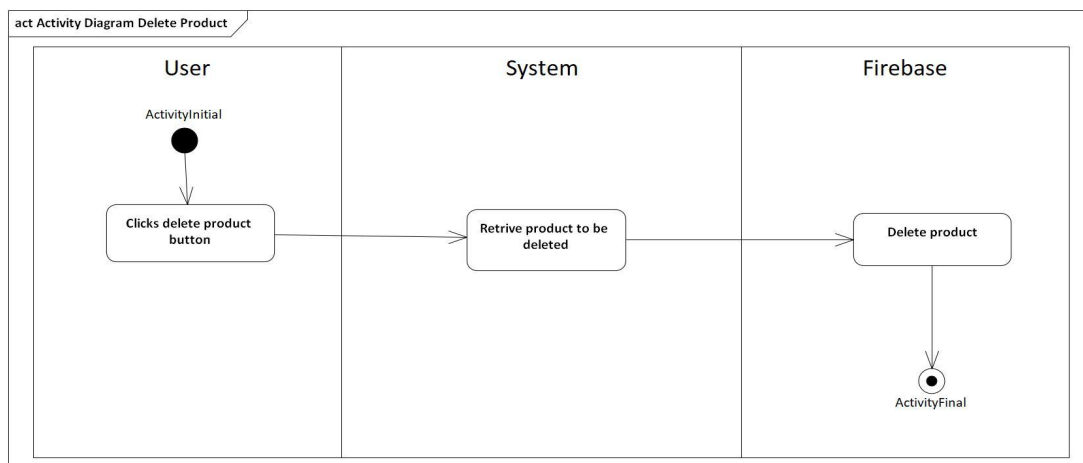 act Activity Diagram Delete Product
User
System
Firebase
ActivityInitial
Clicks delete product
button
Retrive product to be
deleted
Delete product
ActivityFinal